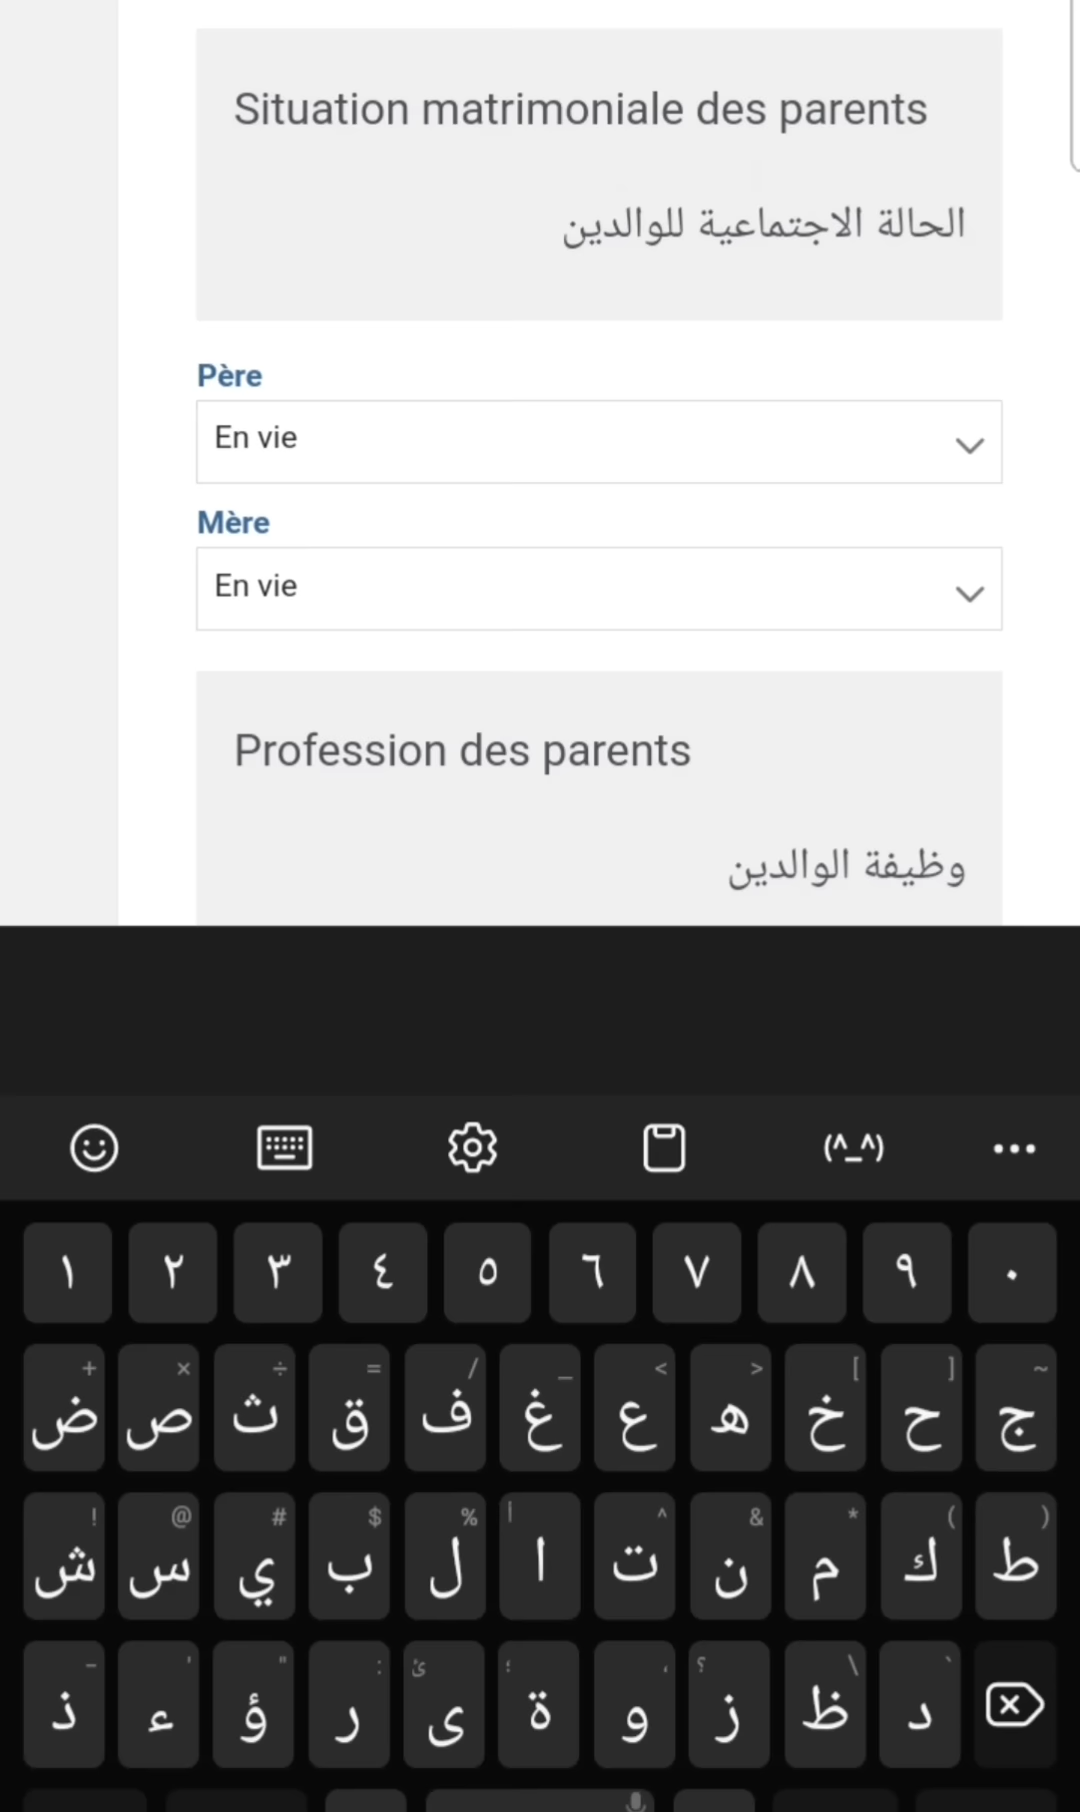 Situation matrimoniale des parents
الحالة الاجتماعية للوالدين
Père
En vie
Mère
En vie
Profession des parents
وظيفة الوالدين
(^_^)
١ ٢ ٣ ٤ ٥ ٦ ٧ ٨ ٩ ٠
+ × ÷ = / _ < > [ ] ~
ض ص ث ق ف غ ع ه خ ح ج
! @ # $ % أ ^ & * ( )
ش س ي ب ل ا ت ن م ك ط
- ' " : ئ ؛ ، ؟ \ `
ذ ء ؤ ر ى ة و ز ظ د